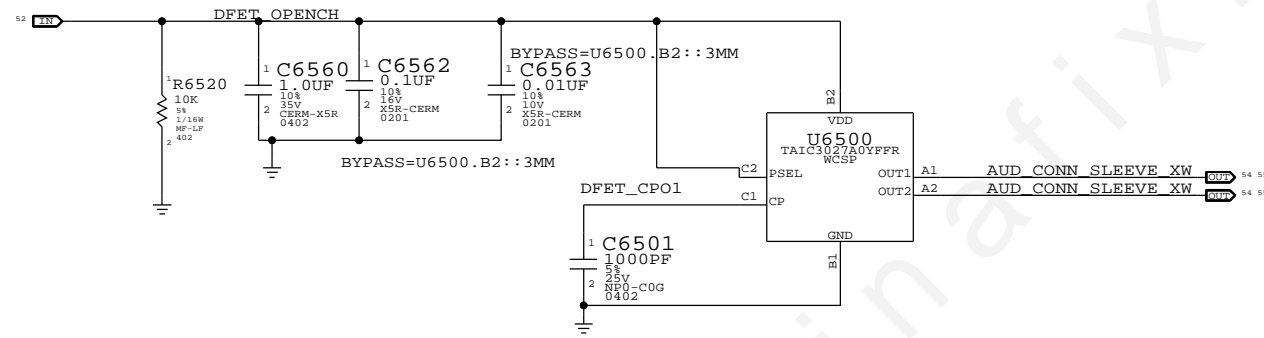 52 IN
DFET_OPENCH
BYPASS=U6500.B2::3MM
1
R6520
10K
5%
1/16W
MF-LF
402
2
1
C6560
1.0UF
10%
35V
CERM-X5R
0402
2
1
C6562
0.1UF
10%
16V
X5R-CERM
0201
2
1
C6563
0.01UF
10%
10V
X5R-CERM
0201
2
BYPASS=U6500.B2::3MM
B2
VDD
U6500
TAIC3027A0YFFR
WCSP
C2 PSEL
OUT1 A1 AUD_CONN_SLEEVE_XW OUT 54
OUT2 A2 AUD_CONN_SLEEVE_XW OUT 54
DFET_CPO1
C1 CP
GND
B1
1
C6501
1000PF
5%
25V
NP0-C0G
0402
2
inafix